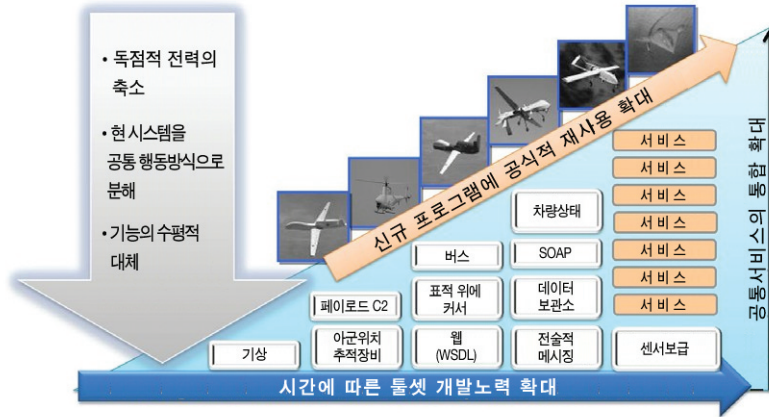 • 독점적 전력의
축소
• 현 시스템을
공통 행동방식으로
분해
• 기능의 수평적
대체
신규 프로그램에 공식적 재사용 확대
공통서비스의 통합 확대
서비스
서비스
서비스
서비스
서비스
서비스
서비스
차량상태
버스
SOAP
페이로드 C2
표적 위에
커서
데이터
보관소
기상
아군위치
추적장비
웹
(WSDL)
전술적
메시징
센서보급
시간에 따른 툴셋 개발노력 확대